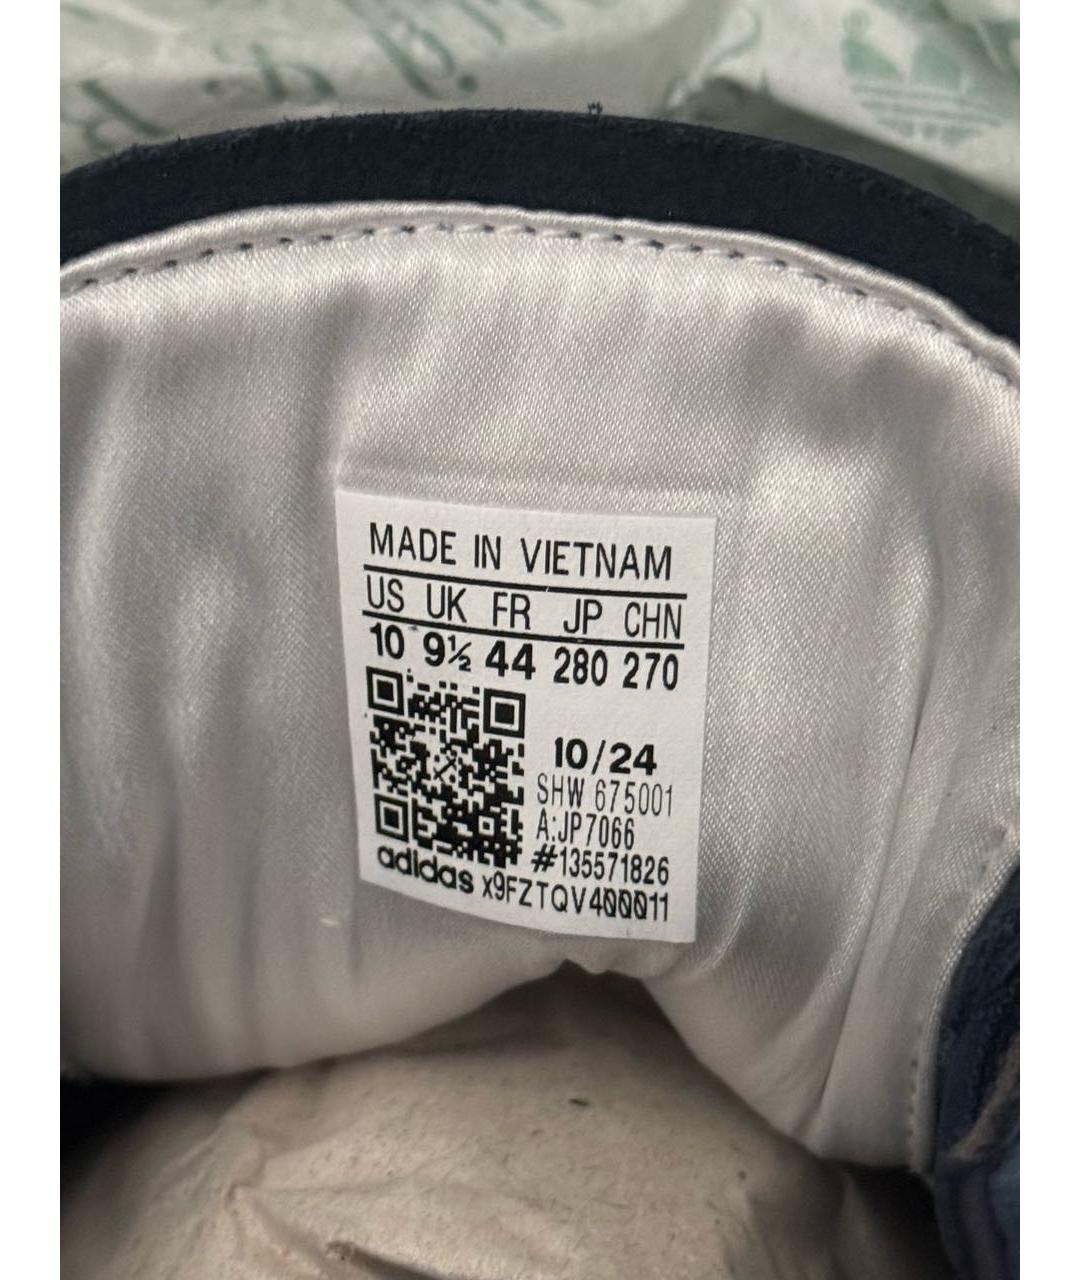 MADE IN VIETNAM
US UK FR JP CHN
10 9½ 44 280 270
10/24
SHW 675001
A:JP7066
#135571826
adidas x9FZTQV400011